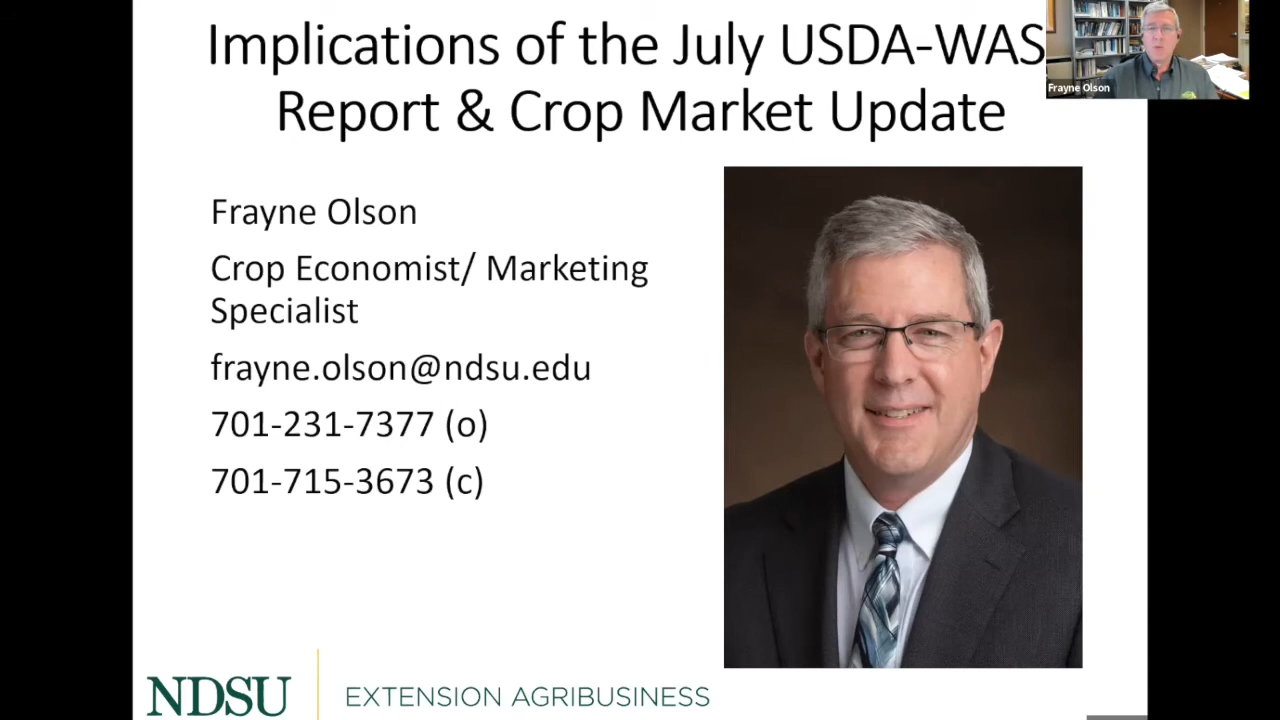 Implications of the July USDA-WAS
Report & Crop Market Update
Frayne Olson
Frayne Olson
Crop Economist/ Marketing
Specialist
frayne.olson@ndsu.edu
701-231-7377 (o)
701-715-3673 (c)
NDSU EXTENSION AGRIBUSINESS